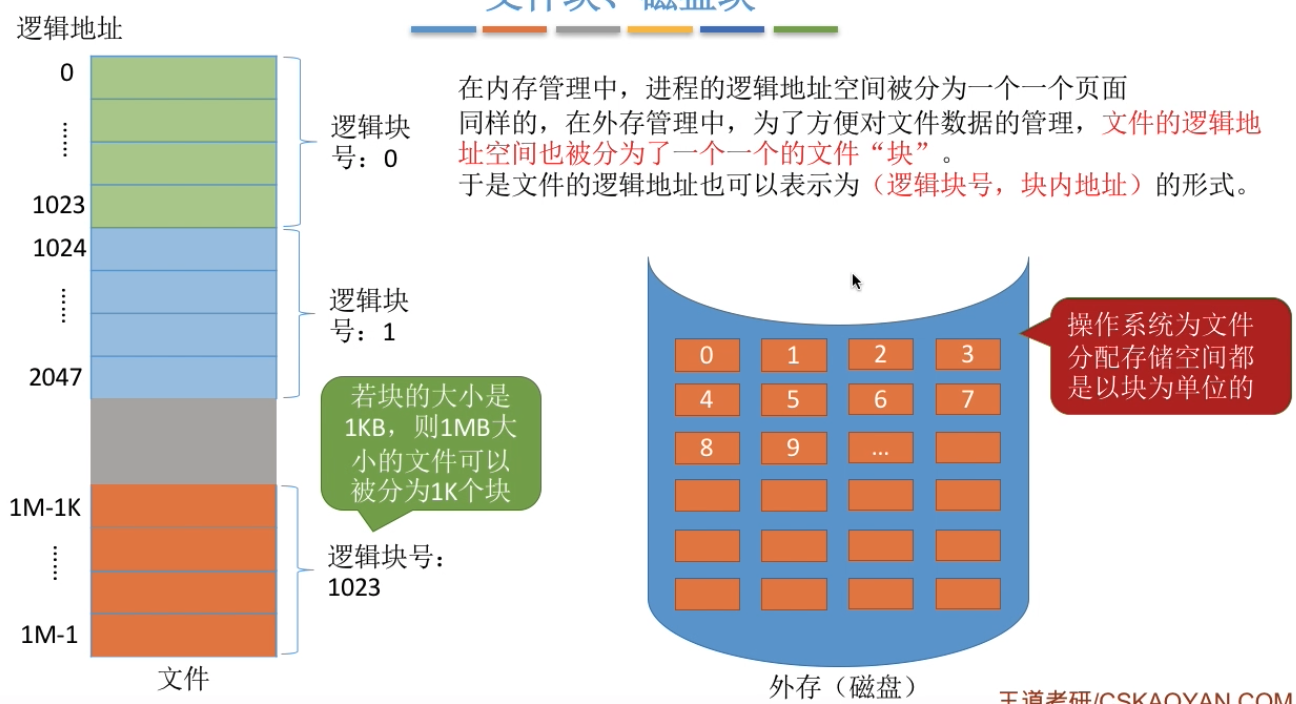 文件块、磁盘块
逻辑地址
0
……
1023
1024
……
2047
1M-1K
……
1M-1
文件
逻辑块
号：0
逻辑块
号：1
若块的大小是
1KB，则1MB大
小的文件可以
被分为1K个块
逻辑块号：
1023
在内存管理中，进程的逻辑地址空间被分为一个一个页面
同样的，在外存管理中，为了方便对文件数据的管理，文件的逻辑地
址空间也被分为了一个一个的文件“块”。
于是文件的逻辑地址也可以表示为（逻辑块号，块内地址）的形式。
0 1 2 3
4 5 6 7
8 9 …
操作系统为文件
分配存储空间都
是以块为单位的
外存（磁盘）
王道考研/CSKAOYAN.COM